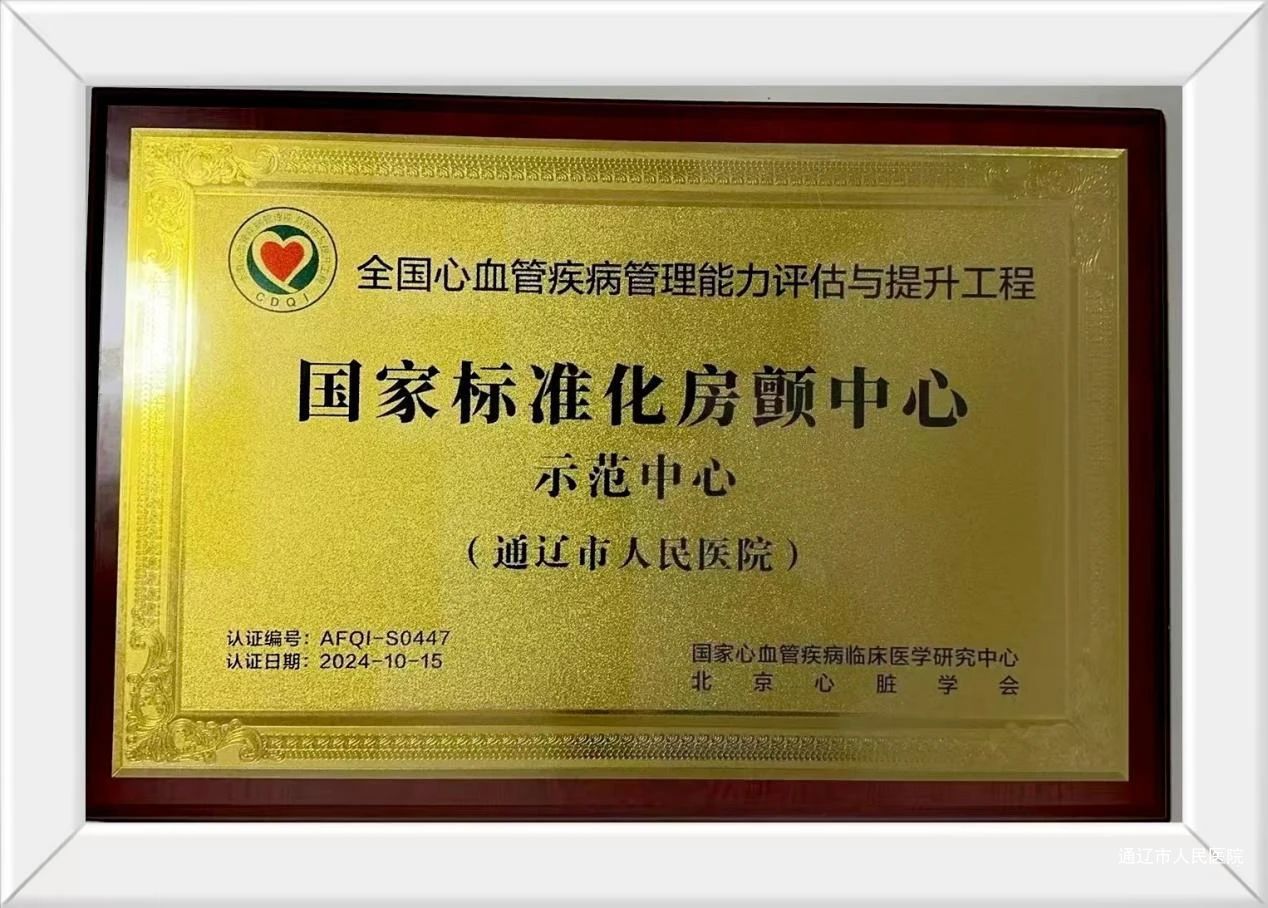 全国心血管疾病管理能力评估与提升工程
CDQI
国家标准化房颤中心
示范中心
（通辽市人民医院）
认证编号：AFQI-S0447
认证日期：2024-10-15
国家心血管疾病临床医学研究中心
北京心脏学会
通辽市人民医院